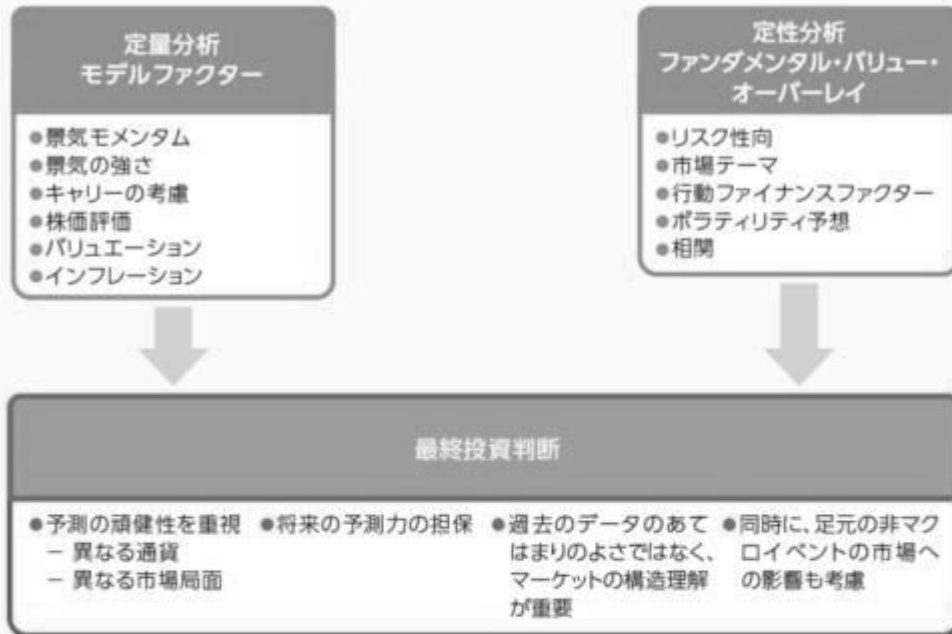 定量分析
モデルファクター
●景気モメンタム
●景気の強さ
●キャリーの考慮
●株価評価
●バリュエーション
●インフレーション
定性分析
ファンダメンタル・バリュー・
オーバーレイ
●リスク性向
●市場テーマ
●行動ファイナンスファクター
●ボラティリティ予想
●相関
最終投資判断
●予測の頑健性を重視
－ 異なる通貨
－ 異なる市場局面
●将来の予測力の担保
●過去のデータのあて
はまりのよさではなく、
マーケットの構造理解
が重要
●同時に、足元の非マク
ロイベントの市場へ
の影響も考慮